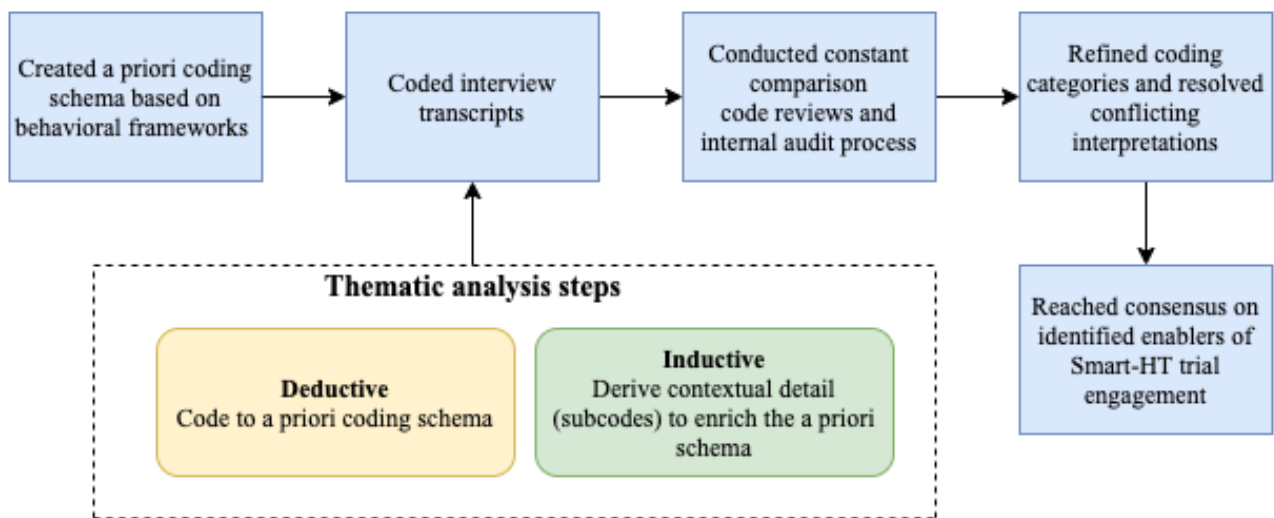 Created a priori coding
schema based on
behavioral frameworks
Coded interview
transcripts
Conducted constant
comparison
code reviews and
internal audit process
Refined coding
categories and resolved
conflicting
interpretations
Thematic analysis steps
Deductive
Code to a priori coding schema
Inductive
Derive contextual detail
(subcodes) to enrich the a priori
schema
Reached consensus on
identified enablers of
Smart-HT trial
engagement